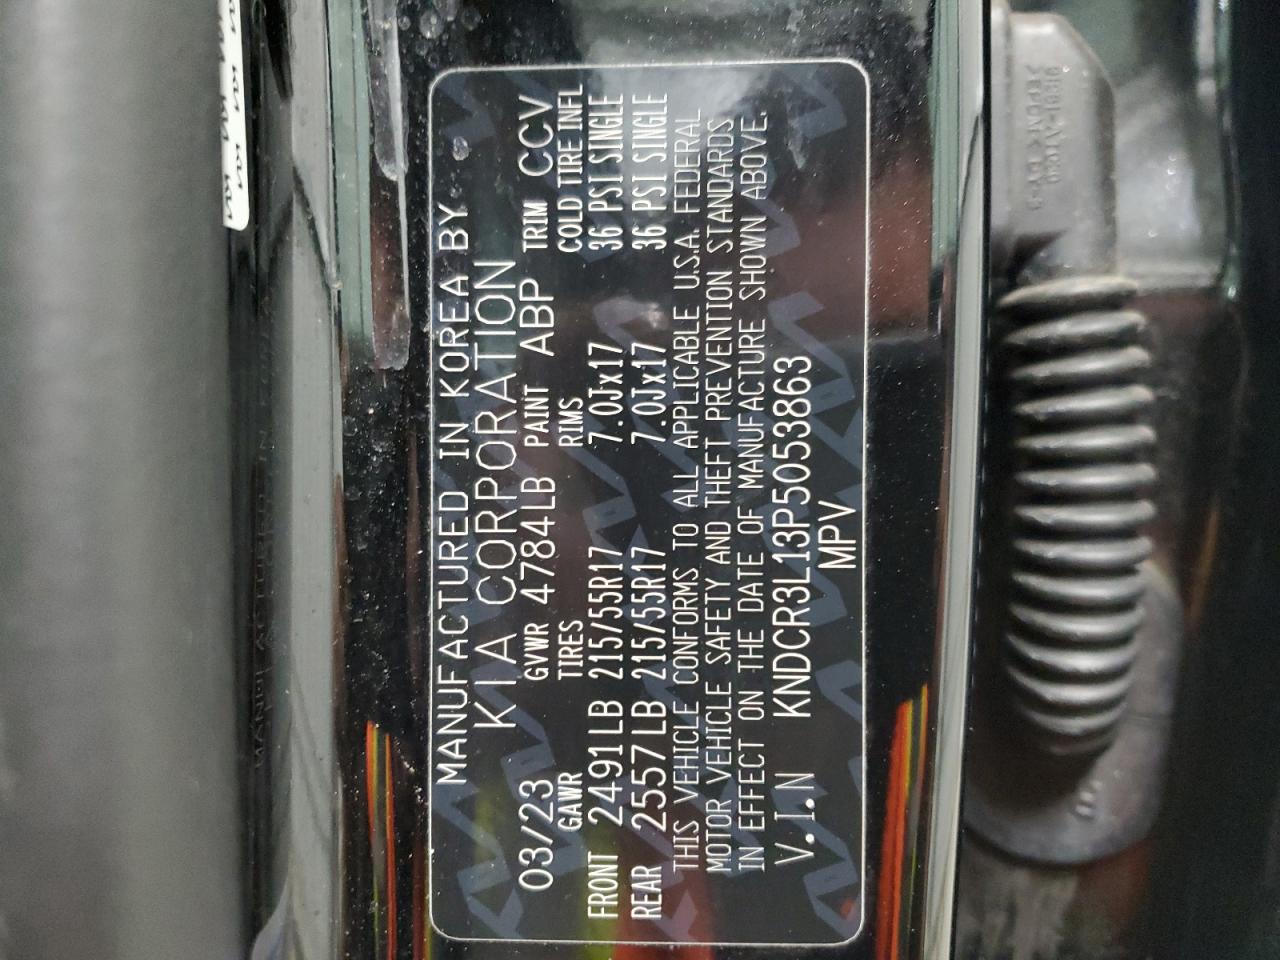 MANUFACTURED IN KOREA BY
KIA CORPORATION
03/23 GVWR 4784LB PAINT ABP TRIM CCV
GAWR TIRES RIMS COLD TIRE INFL
FRONT 2491LB 215/55R17 7.0Jx17 36 PSI SINGLE
REAR 2557LB 215/55R17 7.0Jx17 36 PSI SINGLE
THIS VEHICLE CONFORMS TO ALL APPLICABLE U.S.A. FEDERAL
MOTOR VEHICLE SAFETY AND THEFT PREVENTION STANDARDS
IN EFFECT ON THE DATE OF MANUFACTURE SHOWN ABOVE.
V.I.N KNDCR3L13P5053863
MPV